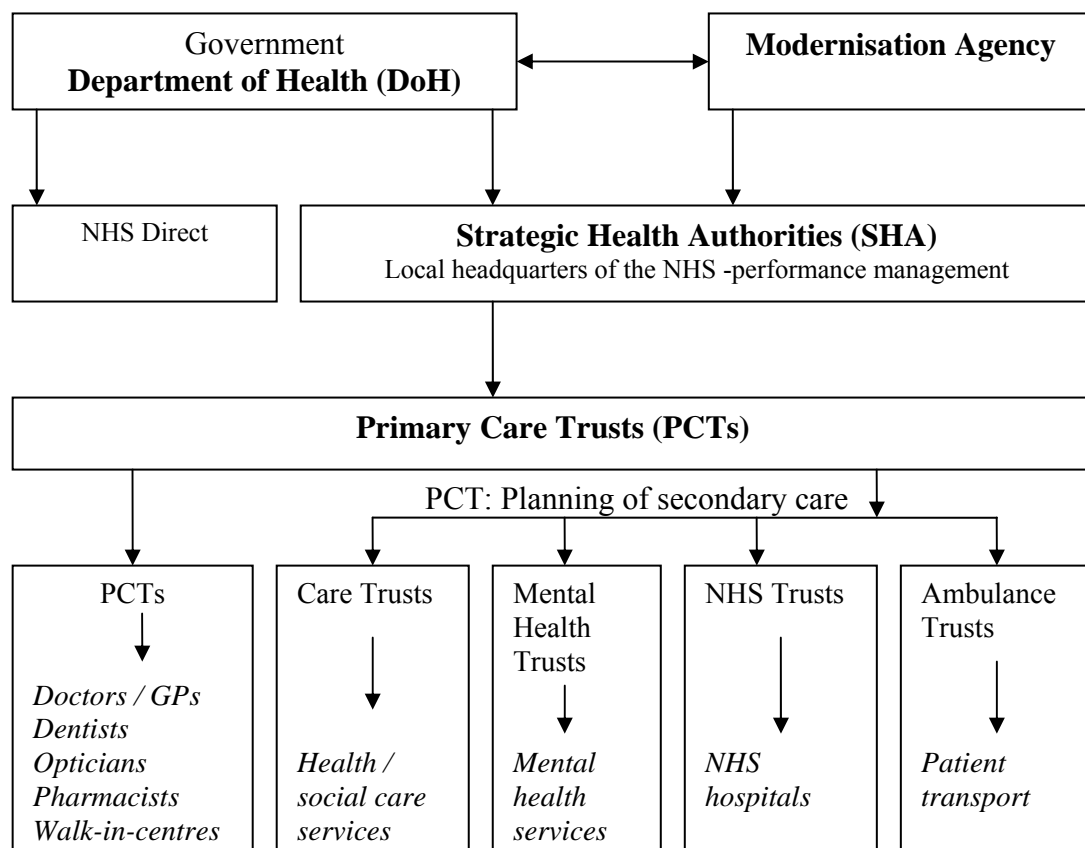 Government
Department of Health (DoH)
Modernisation Agency
NHS Direct
Strategic Health Authorities (SHA)
Local headquarters of the NHS -performance management
Primary Care Trusts (PCTs)
PCT: Planning of secondary care
PCTs
Doctors / GPs
Dentists
Opticians
Pharmacists
Walk-in-centres
Care Trusts
Health /
social care
services
Mental
Health
Trusts
Mental
health
services
NHS Trusts
NHS
hospitals
Ambulance
Trusts
Patient
transport